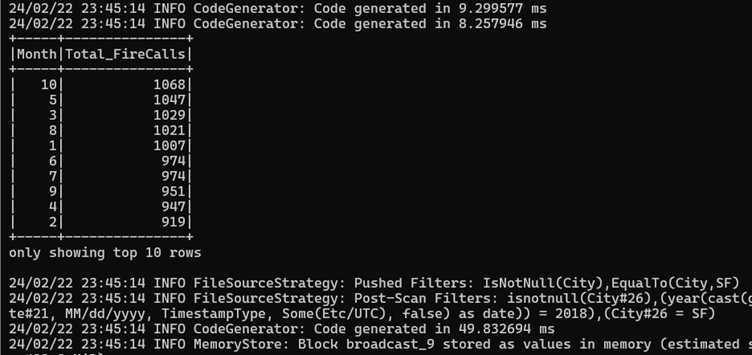 24/02/22 23:45:14 INFO CodeGenerator: Code generated in 9.299577 ms
24/02/22 23:45:14 INFO CodeGenerator: Code generated in 8.257946 ms
+-----+---------------+
|Month|Total_FireCalls|
+-----+---------------+
|   10|           1068|
|    5|           1047|
|    3|           1029|
|    8|           1021|
|    1|           1007|
|    6|            974|
|    7|            974|
|    9|            951|
|    4|            947|
|    2|            919|
+-----+---------------+
only showing top 10 rows
24/02/22 23:45:14 INFO FileSourceStrategy: Pushed Filters: IsNotNull(City),EqualTo(City,SF)
24/02/22 23:45:14 INFO FileSourceStrategy: Post-Scan Filters: isnotnull(City#26),(year(cast(g
te#21, MM/dd/yyyy, TimestampType, Some(Etc/UTC), false) as date)) = 2018),(City#26 = SF)
24/02/22 23:45:14 INFO CodeGenerator: Code generated in 49.832694 ms
24/02/22 23:45:14 INFO MemoryStore: Block broadcast_9 stored as values in memory (estimated s